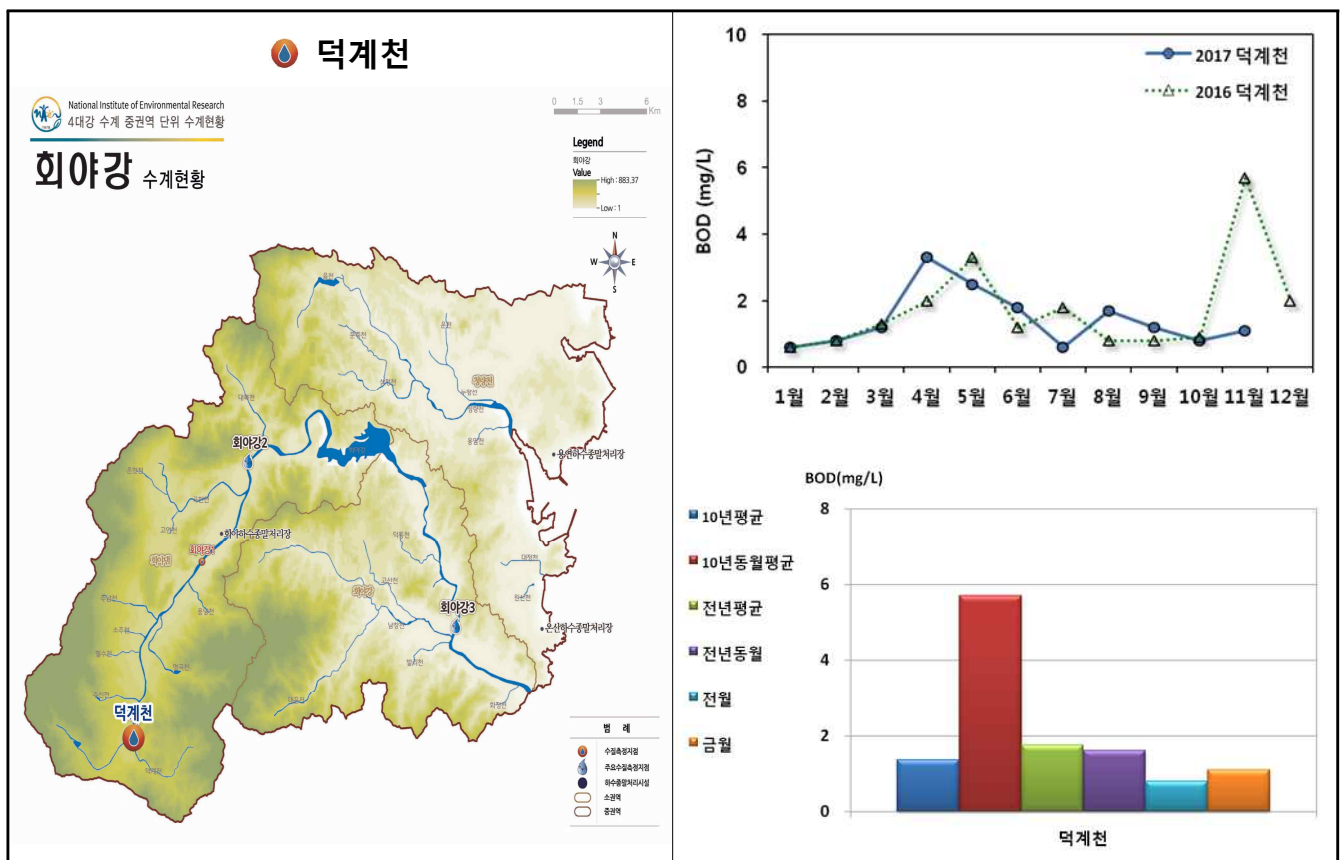 덕계천
National Institute of Environmental Research
4대강 수계 중권역 단위 수계현황
회야강 수계현황
0 1.5 3 6
Km
Legend
회야강
Value
High : 883.37
Low : 1
N
W E
S
대복천
회야강2
용연하수종말처리장
회야하수종말처리장
회야강3
온산하수종말처리장
덕계천
범 례
수질측정지점
주요수질측정지점
하수종말처리시설
소권역
중권역
10
8
6
4
2
0
BOD (mg/L)
2017 덕계천
2016 덕계천
1월 2월 3월 4월 5월 6월 7월 8월 9월 10월 11월 12월
BOD(mg/L)
8
6
4
2
0
10년평균
10년동월평균
전년평균
전년동월
전월
금월
덕계천